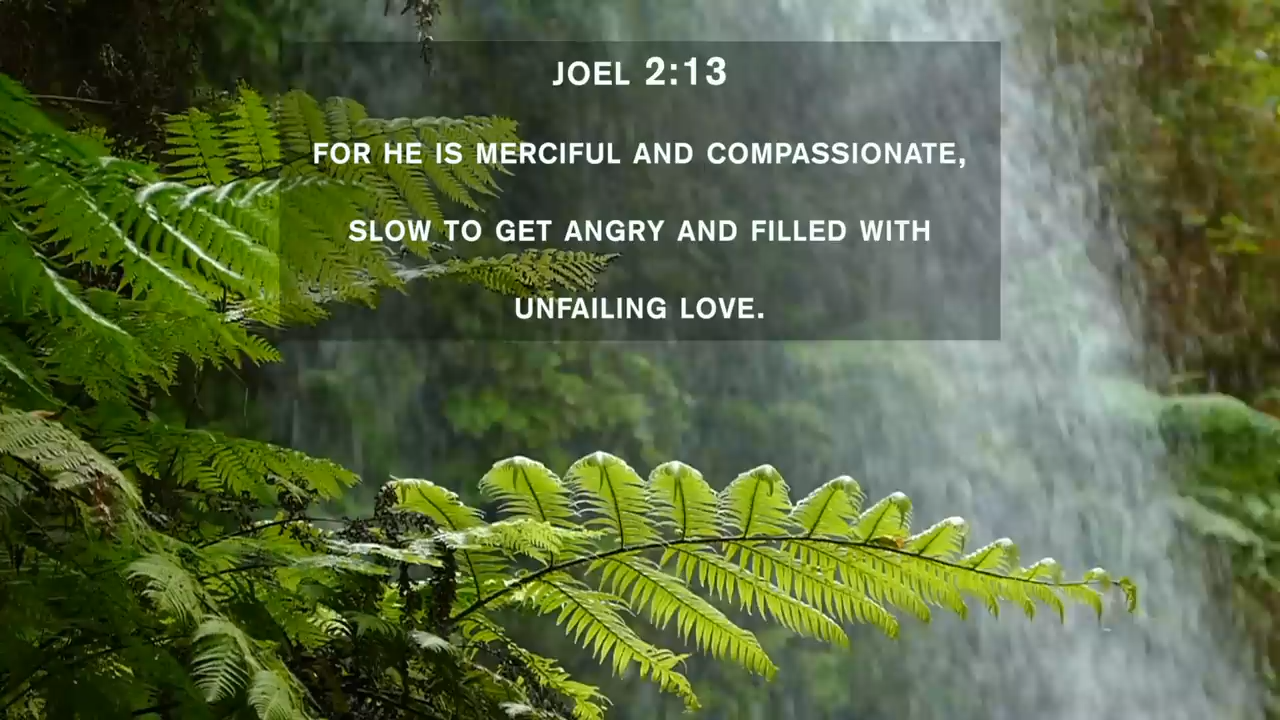 JOEL 2:13
FOR HE IS MERCIFUL AND COMPASSIONATE,
SLOW TO GET ANGRY AND FILLED WITH
UNFAILING LOVE.